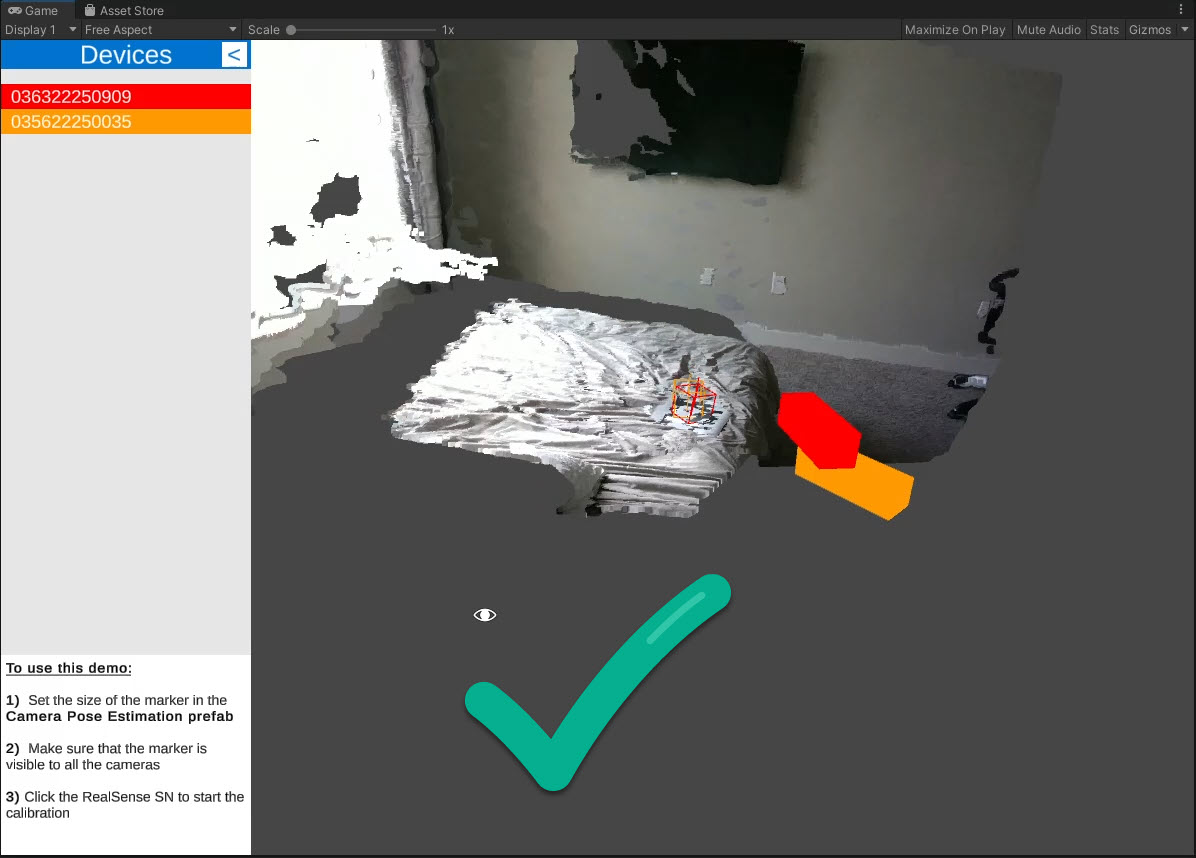 Game
Asset Store
Display 1
Free Aspect
Scale
1x
Maximize On Play
Mute Audio
Stats
Gizmos
Devices
<
036322250909
035622250035
To use this demo:
1) Set the size of the marker in the
Camera Pose Estimation prefab
2) Make sure that the marker is
visible to all the cameras
3) Click the RealSense SN to start the
calibration